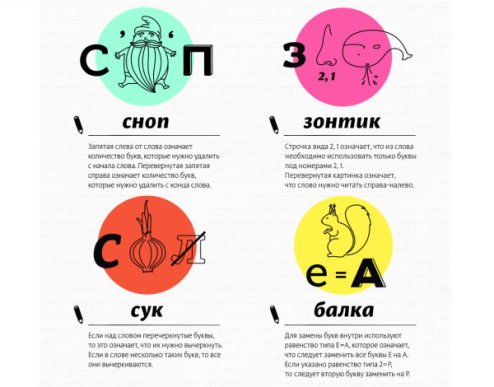 С ’ ‘ П
сноп
Запятая слева от слова означает
количество букв, которые нужно удалить
с начала слова. Перевернутая запятая
справа означает количество букв,
которые нужно удалить с конца слова.
З
2, 1
зонтик
Строчка вида 2, 1 означает, что из слова
необходимо использовать только буквы
под номерами 2, 1.
Перевернутая картинка означает,
что слово нужно читать справа-налево.
С Л
сук
Если над словом перечеркнуты буквы,
то это означает, что их нужно вычеркнуть.
Если в слове несколько таких букв, то все
они вычеркиваются.
е = А
балка
Для замены букв внутри используют
равенство типа Е=А, которое означает,
что следует заменить все буквы Е на А.
Если указано равенство типа 2=Р,
то следует вторую букву заменить на Р.